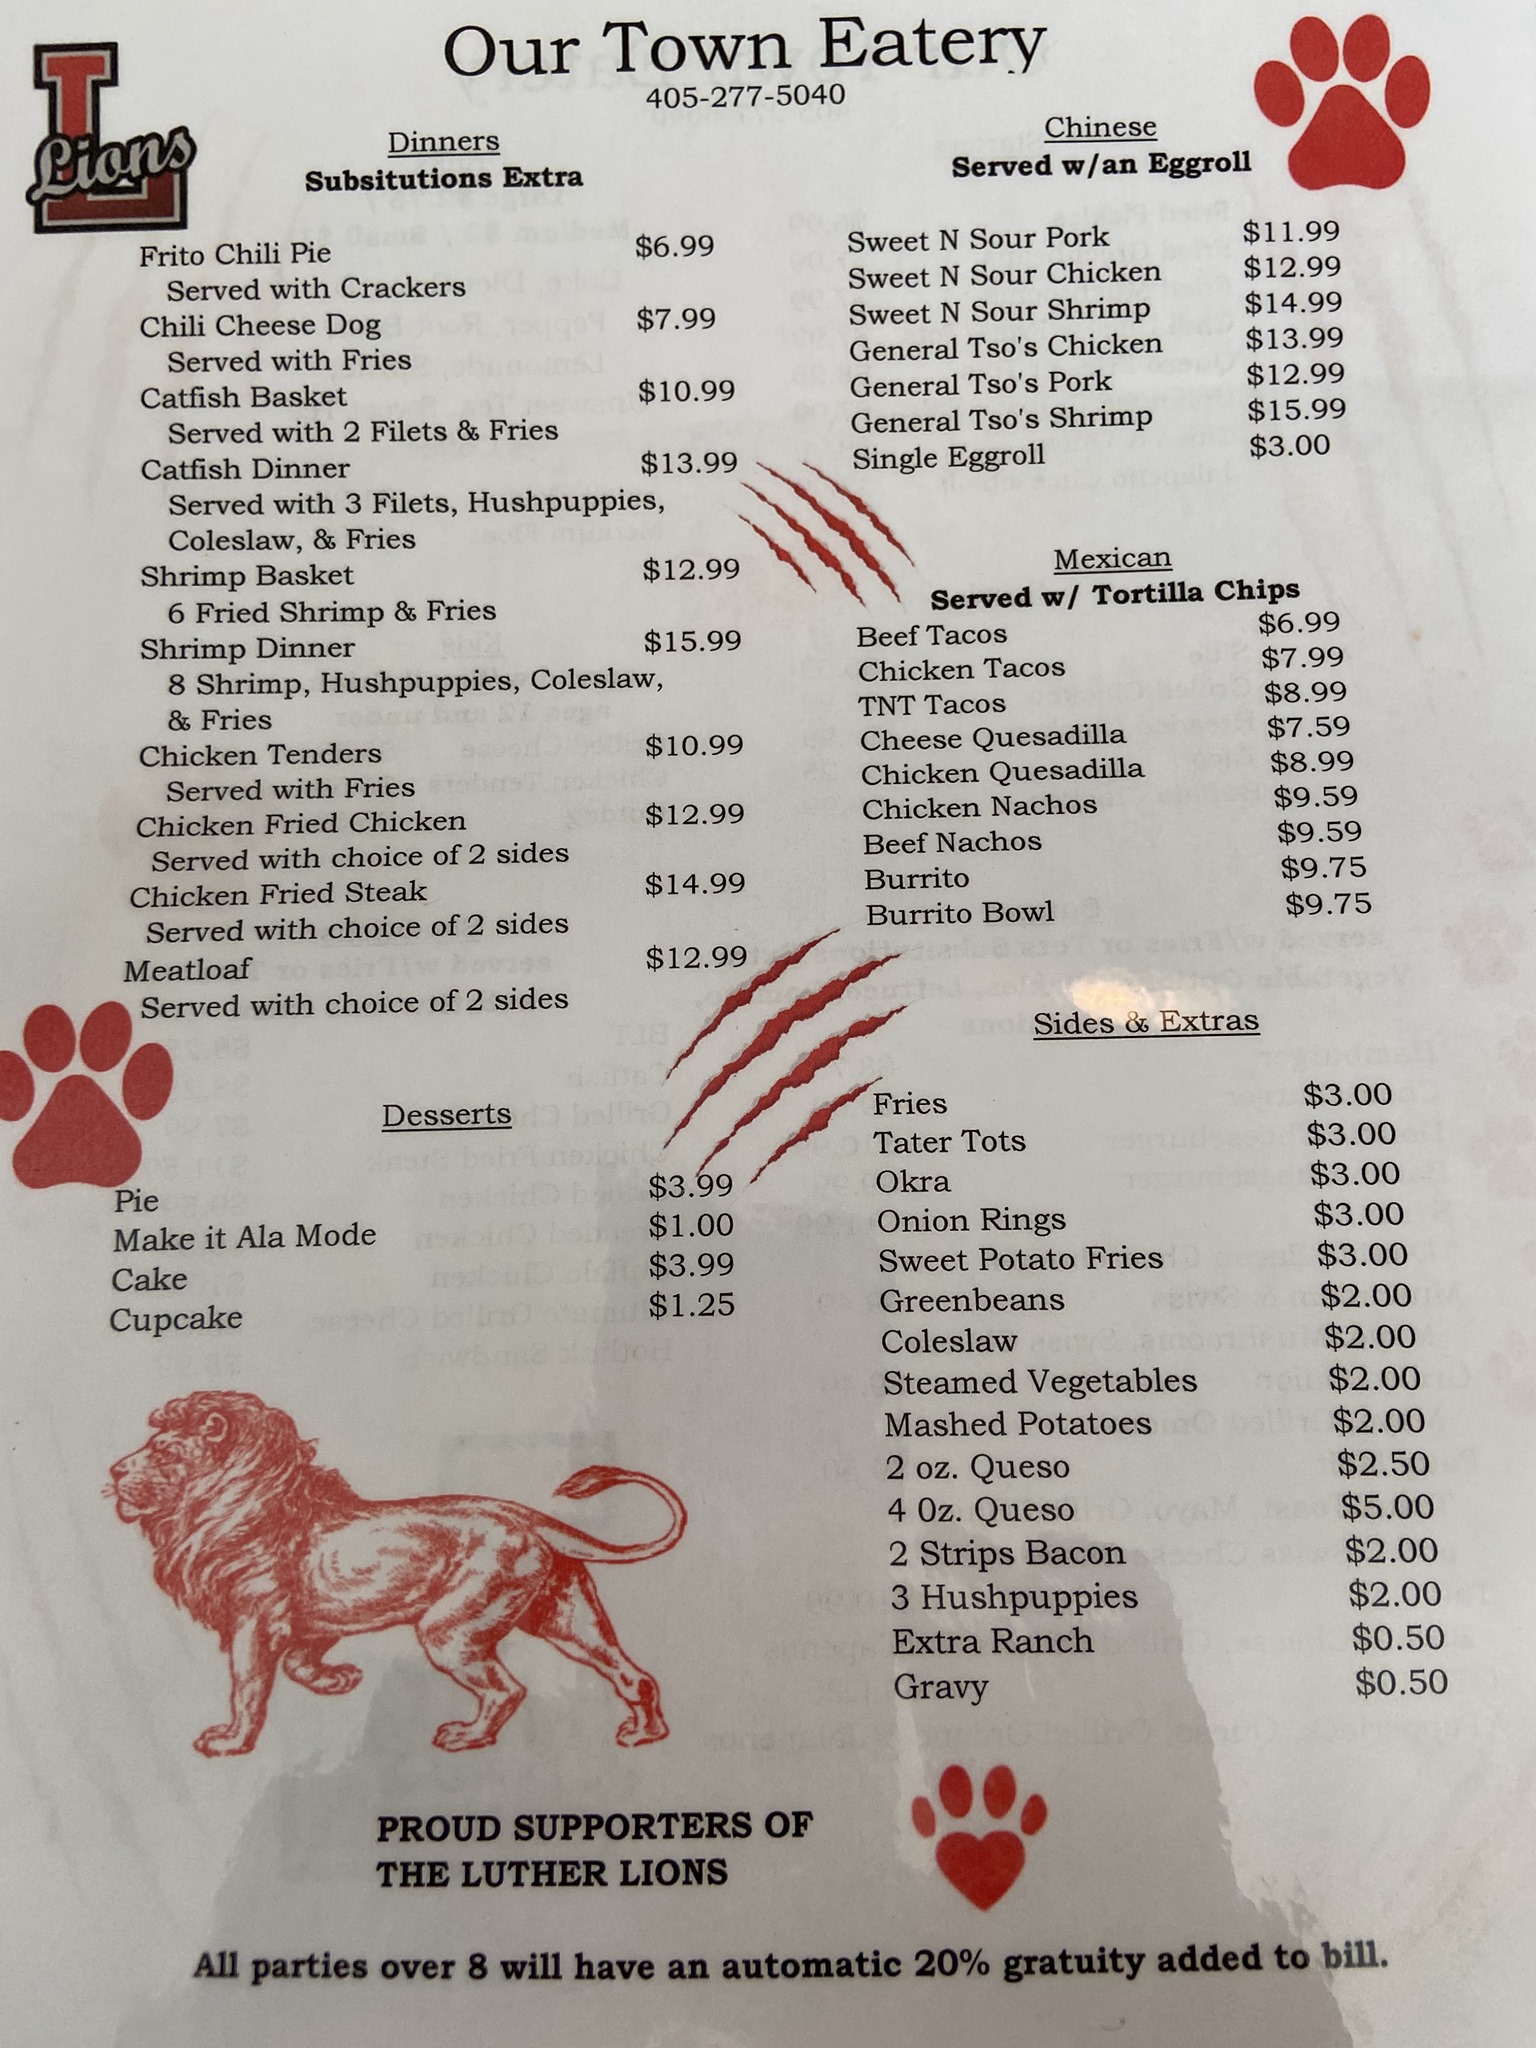 Our Town Eatery
405-277-5040
L
Lions
Dinners
Subsitutions Extra
Frito Chili Pie $6.99
Served with Crackers
Chili Cheese Dog $7.99
Served with Fries
Catfish Basket $10.99
Served with 2 Filets & Fries
Catfish Dinner $13.99
Served with 3 Filets, Hushpuppies,
Coleslaw, & Fries
Shrimp Basket $12.99
6 Fried Shrimp & Fries
Shrimp Dinner $15.99
8 Shrimp, Hushpuppies, Coleslaw,
& Fries
Chicken Tenders $10.99
Served with Fries
Chicken Fried Chicken $12.99
Served with choice of 2 sides
Chicken Fried Steak $14.99
Served with choice of 2 sides
Meatloaf $12.99
Served with choice of 2 sides
Desserts
Pie $3.99
Make it Ala Mode $1.00
Cake $3.99
Cupcake $1.25
Chinese
Served w/an Eggroll
Sweet N Sour Pork $11.99
Sweet N Sour Chicken $12.99
Sweet N Sour Shrimp $14.99
General Tso's Chicken $13.99
General Tso's Pork $12.99
General Tso's Shrimp $15.99
Single Eggroll $3.00
Mexican
Served w/ Tortilla Chips
Beef Tacos $6.99
Chicken Tacos $7.99
TNT Tacos $8.99
Cheese Quesadilla $7.59
Chicken Quesadilla $8.99
Chicken Nachos $9.59
Beef Nachos $9.59
Burrito $9.75
Burrito Bowl $9.75
Sides & Extras
Fries $3.00
Tater Tots $3.00
Okra $3.00
Onion Rings $3.00
Sweet Potato Fries $3.00
Greenbeans $2.00
Coleslaw $2.00
Steamed Vegetables $2.00
Mashed Potatoes $2.00
2 oz. Queso $2.50
4 0z. Queso $5.00
2 Strips Bacon $2.00
3 Hushpuppies $2.00
Extra Ranch $0.50
Gravy $0.50
PROUD SUPPORTERS OF
THE LUTHER LIONS
All parties over 8 will have an automatic 20% gratuity added to bill.